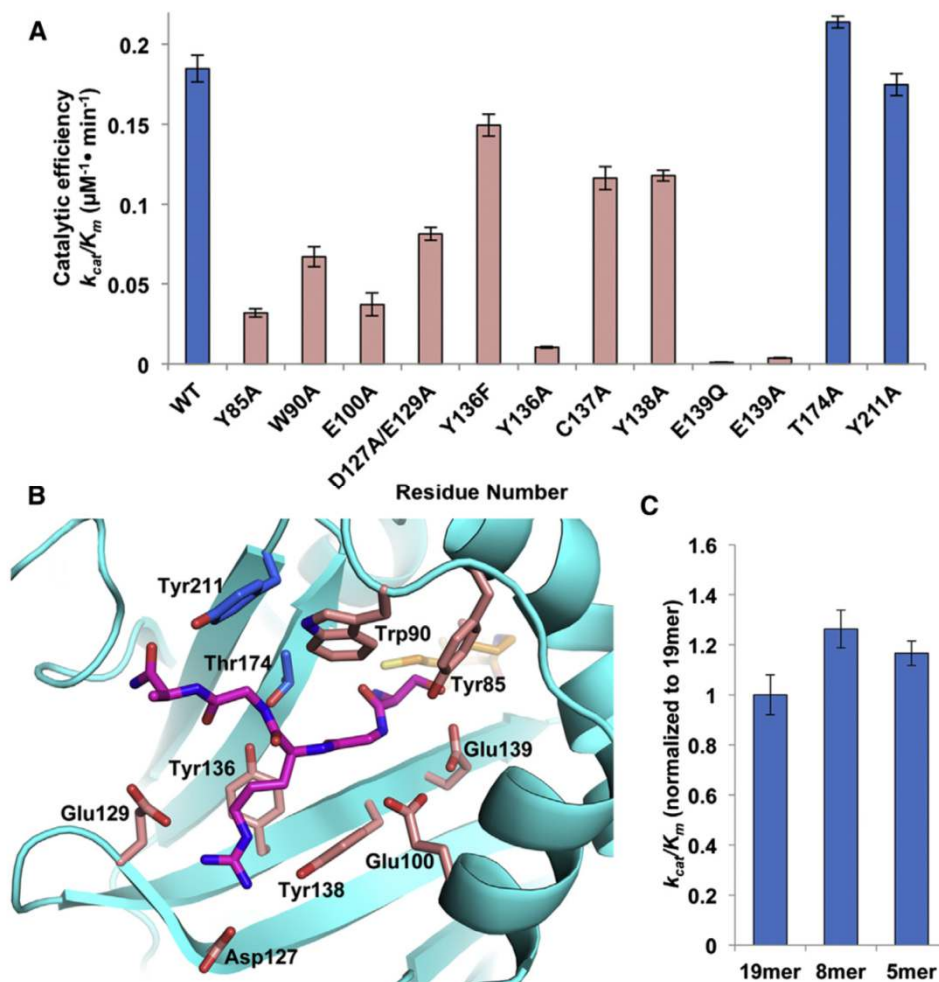 A
Catalytic efficiency
kcat/Km (µM-1• min-1)
0.2
0.15
0.1
0.05
0
WT
Y85A
W90A
E100A
D127A/E129A
Y136F
Y136A
C137A
Y138A
E139Q
E139A
T174A
Y211A
Residue Number
B
Tyr211
Trp90
Thr174
Tyr85
Tyr136
Glu139
Glu129
Glu100
Tyr138
Asp127
C
kcat/Km (normalized to 19mer)
1.6
1.4
1.2
1
0.8
0.6
0.4
0.2
0
19mer 8mer 5mer